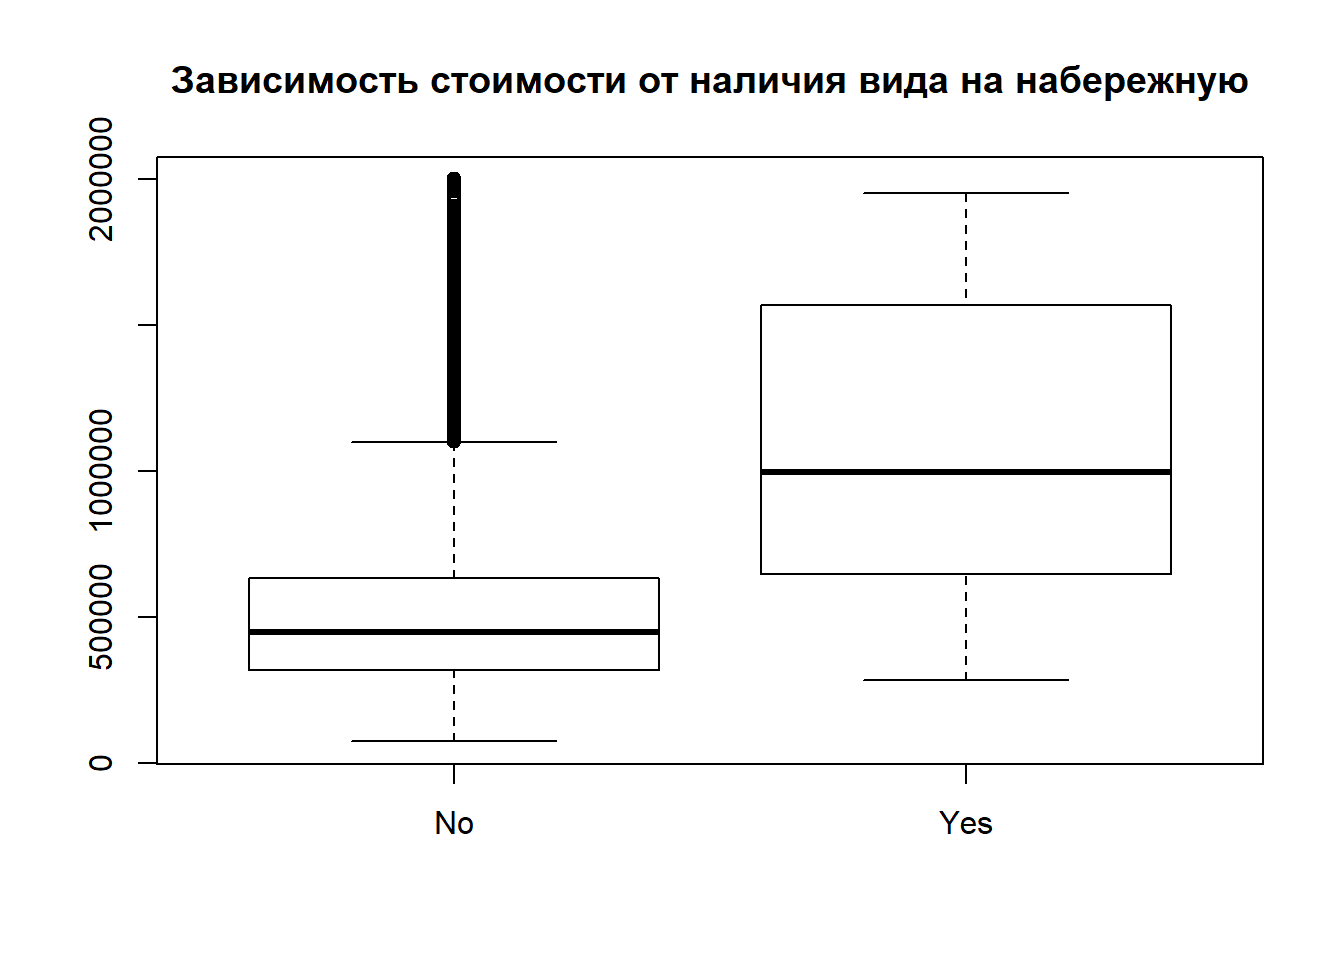 Зависимость стоимости от наличия вида на набережную
2000000
1000000
500000
0
No
Yes